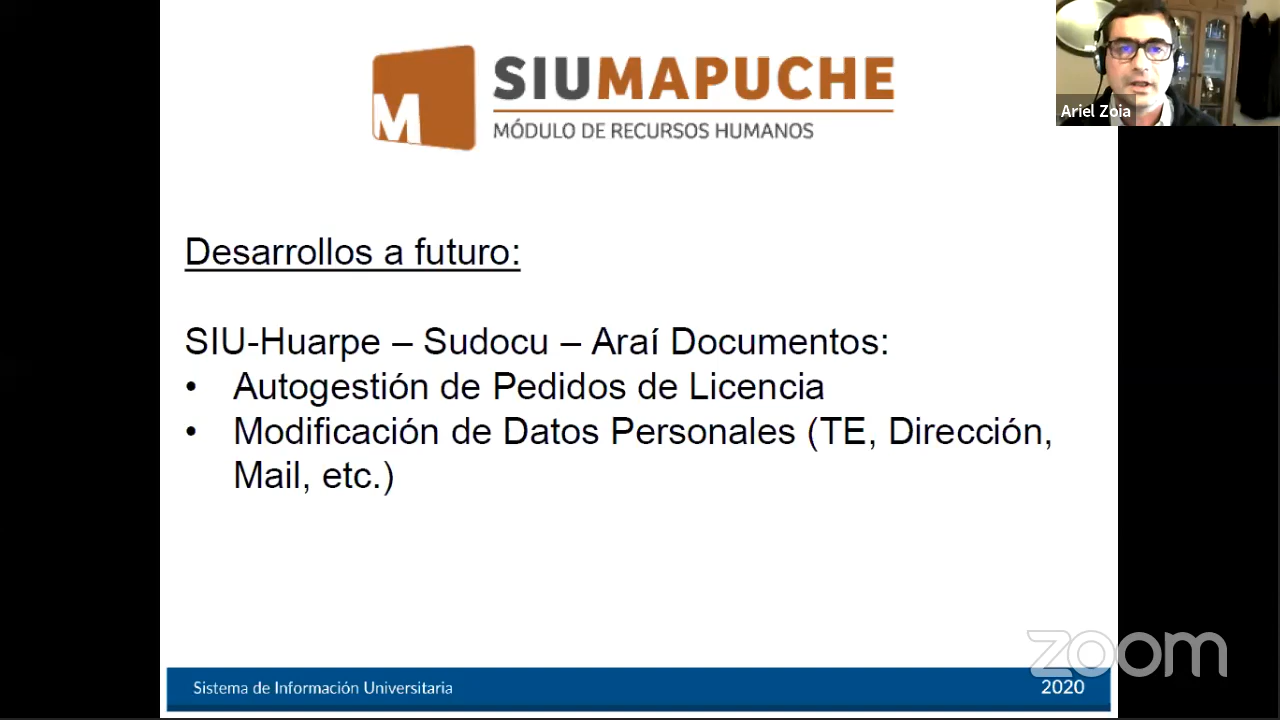 M
SIUMAPUCHE
MÓDULO DE RECURSOS HUMANOS
Ariel Zoia
Desarrollos a futuro:
SIU-Huarpe – Sudocu – Araí Documentos:
• Autogestión de Pedidos de Licencia
• Modificación de Datos Personales (TE, Dirección,
Mail, etc.)
zoom
Sistema de Información Universitaria
2020